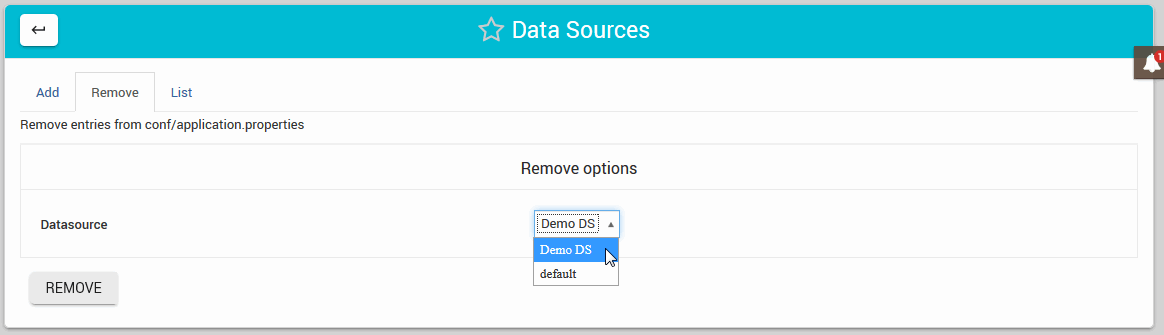 Data Sources
1
Add Remove List
Remove entries from conf/application.properties
Remove options
Datasource Demo DS
Demo DS
default
REMOVE